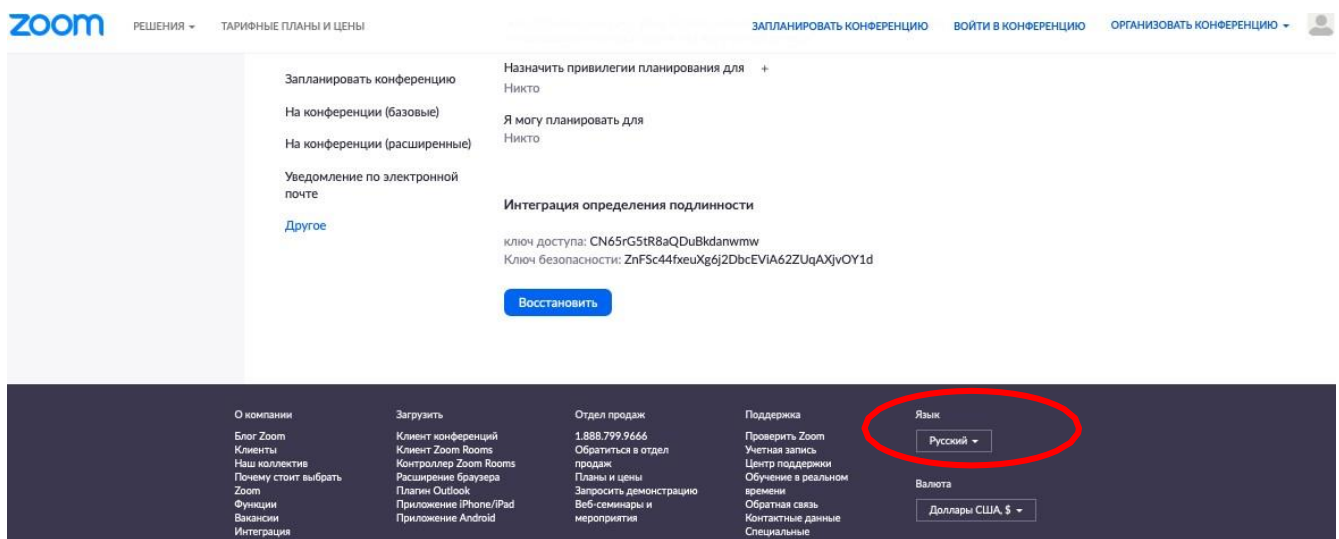 zoom
РЕШЕНИЯ
ТАРИФНЫЕ ПЛАНЫ И ЦЕНЫ
ЗАПЛАНИРОВАТЬ КОНФЕРЕНЦИЮ
ВОЙТИ В КОНФЕРЕНЦИЮ
ОРГАНИЗОВАТЬ КОНФЕРЕНЦИЮ
Запланировать конференцию
На конференции (базовые)
На конференции (расширенные)
Уведомление по электронной
почте
Другое
Назначить привилегии планирования для +
Никто
Я могу планировать для
Никто
Интеграция определения подлинности
ключ доступа: CN65rG5tR8aQDuBkdanwmw
Ключ безопасности: ZnFSc44fxeuXg6j2DbcEViA62ZUqAXjvOY1d
Восстановить
О компании
Блог Zoom
Клиенты
Наш коллектив
Почему стоит выбрать
Zoom
Функции
Вакансии
Интеграция
Загрузить
Клиент конференций
Клиент Zoom Rooms
Контроллер Zoom Rooms
Расширение браузера
Плагин Outlook
Приложение iPhone/iPad
Приложение Android
Отдел продаж
1.888.799.9666
Обратиться в отдел
продаж
Планы и цены
Запросить демонстрацию
Веб-семинары и
мероприятия
Поддержка
Проверить Zoom
Учетная запись
Центр поддержки
Обучение в реальном
времени
Обратная связь
Контактные данные
Специальные
Язык
Русский
Валюта
Доллары США, $